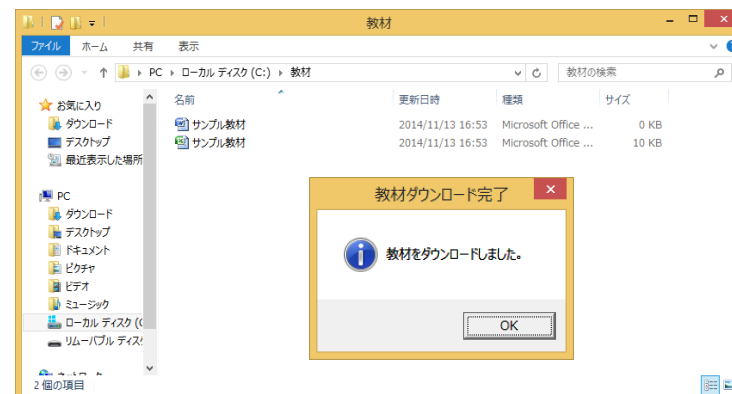 教材
ファイル ホーム 共有 表示
PC ローカル ディスク (C:) 教材 教材の検索
お気に入り
ダウンロード
デスクトップ
最近表示した場所
PC
ダウンロード
デスクトップ
ドキュメント
ピクチャ
ビデオ
ミュージック
ローカル ディスク (C
リムーバブル ディス
名前 更新日時 種類 サイズ
サンプル教材 2014/11/13 16:53 Microsoft Office ... 0 KB
サンプル教材 2014/11/13 16:53 Microsoft Office ... 10 KB
教材ダウンロード完了
教材をダウンロードしました。
OK
2 個の項目